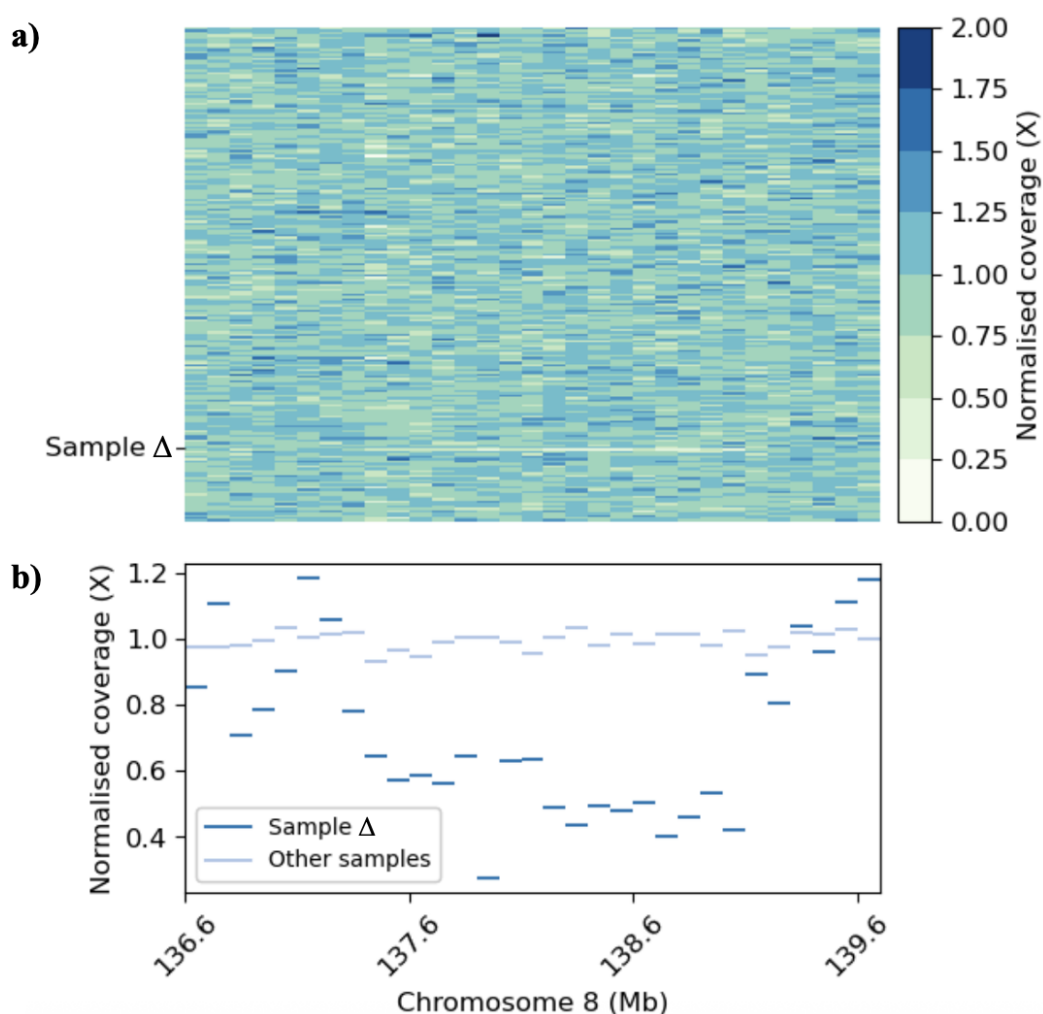 a)
2.00
1.75
1.50
1.25
1.00
0.75
0.50
0.25
0.00
Normalised coverage (X)
Sample Δ
b)
Normalised coverage (X)
1.2
1.0
0.8
0.6
0.4
Sample Δ
Other samples
136.6
137.6
138.6
139.6
Chromosome 8 (Mb)